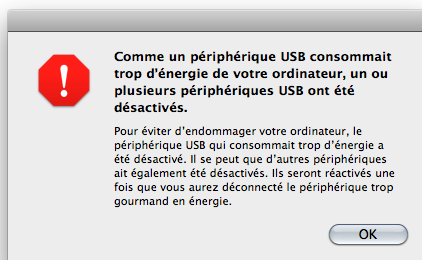 Comme un périphérique USB consommait
trop d'énergie de votre ordinateur, un ou
plusieurs périphériques USB ont été
désactivés.
Pour éviter d'endommager votre ordinateur, le
périphérique USB qui consommait trop d'énergie a
été désactivé. Il se peut que d'autres périphériques
ait également été désactivés. Ils seront réactivés une
fois que vous aurez déconnecté le périphérique trop
gourmand en énergie.
OK